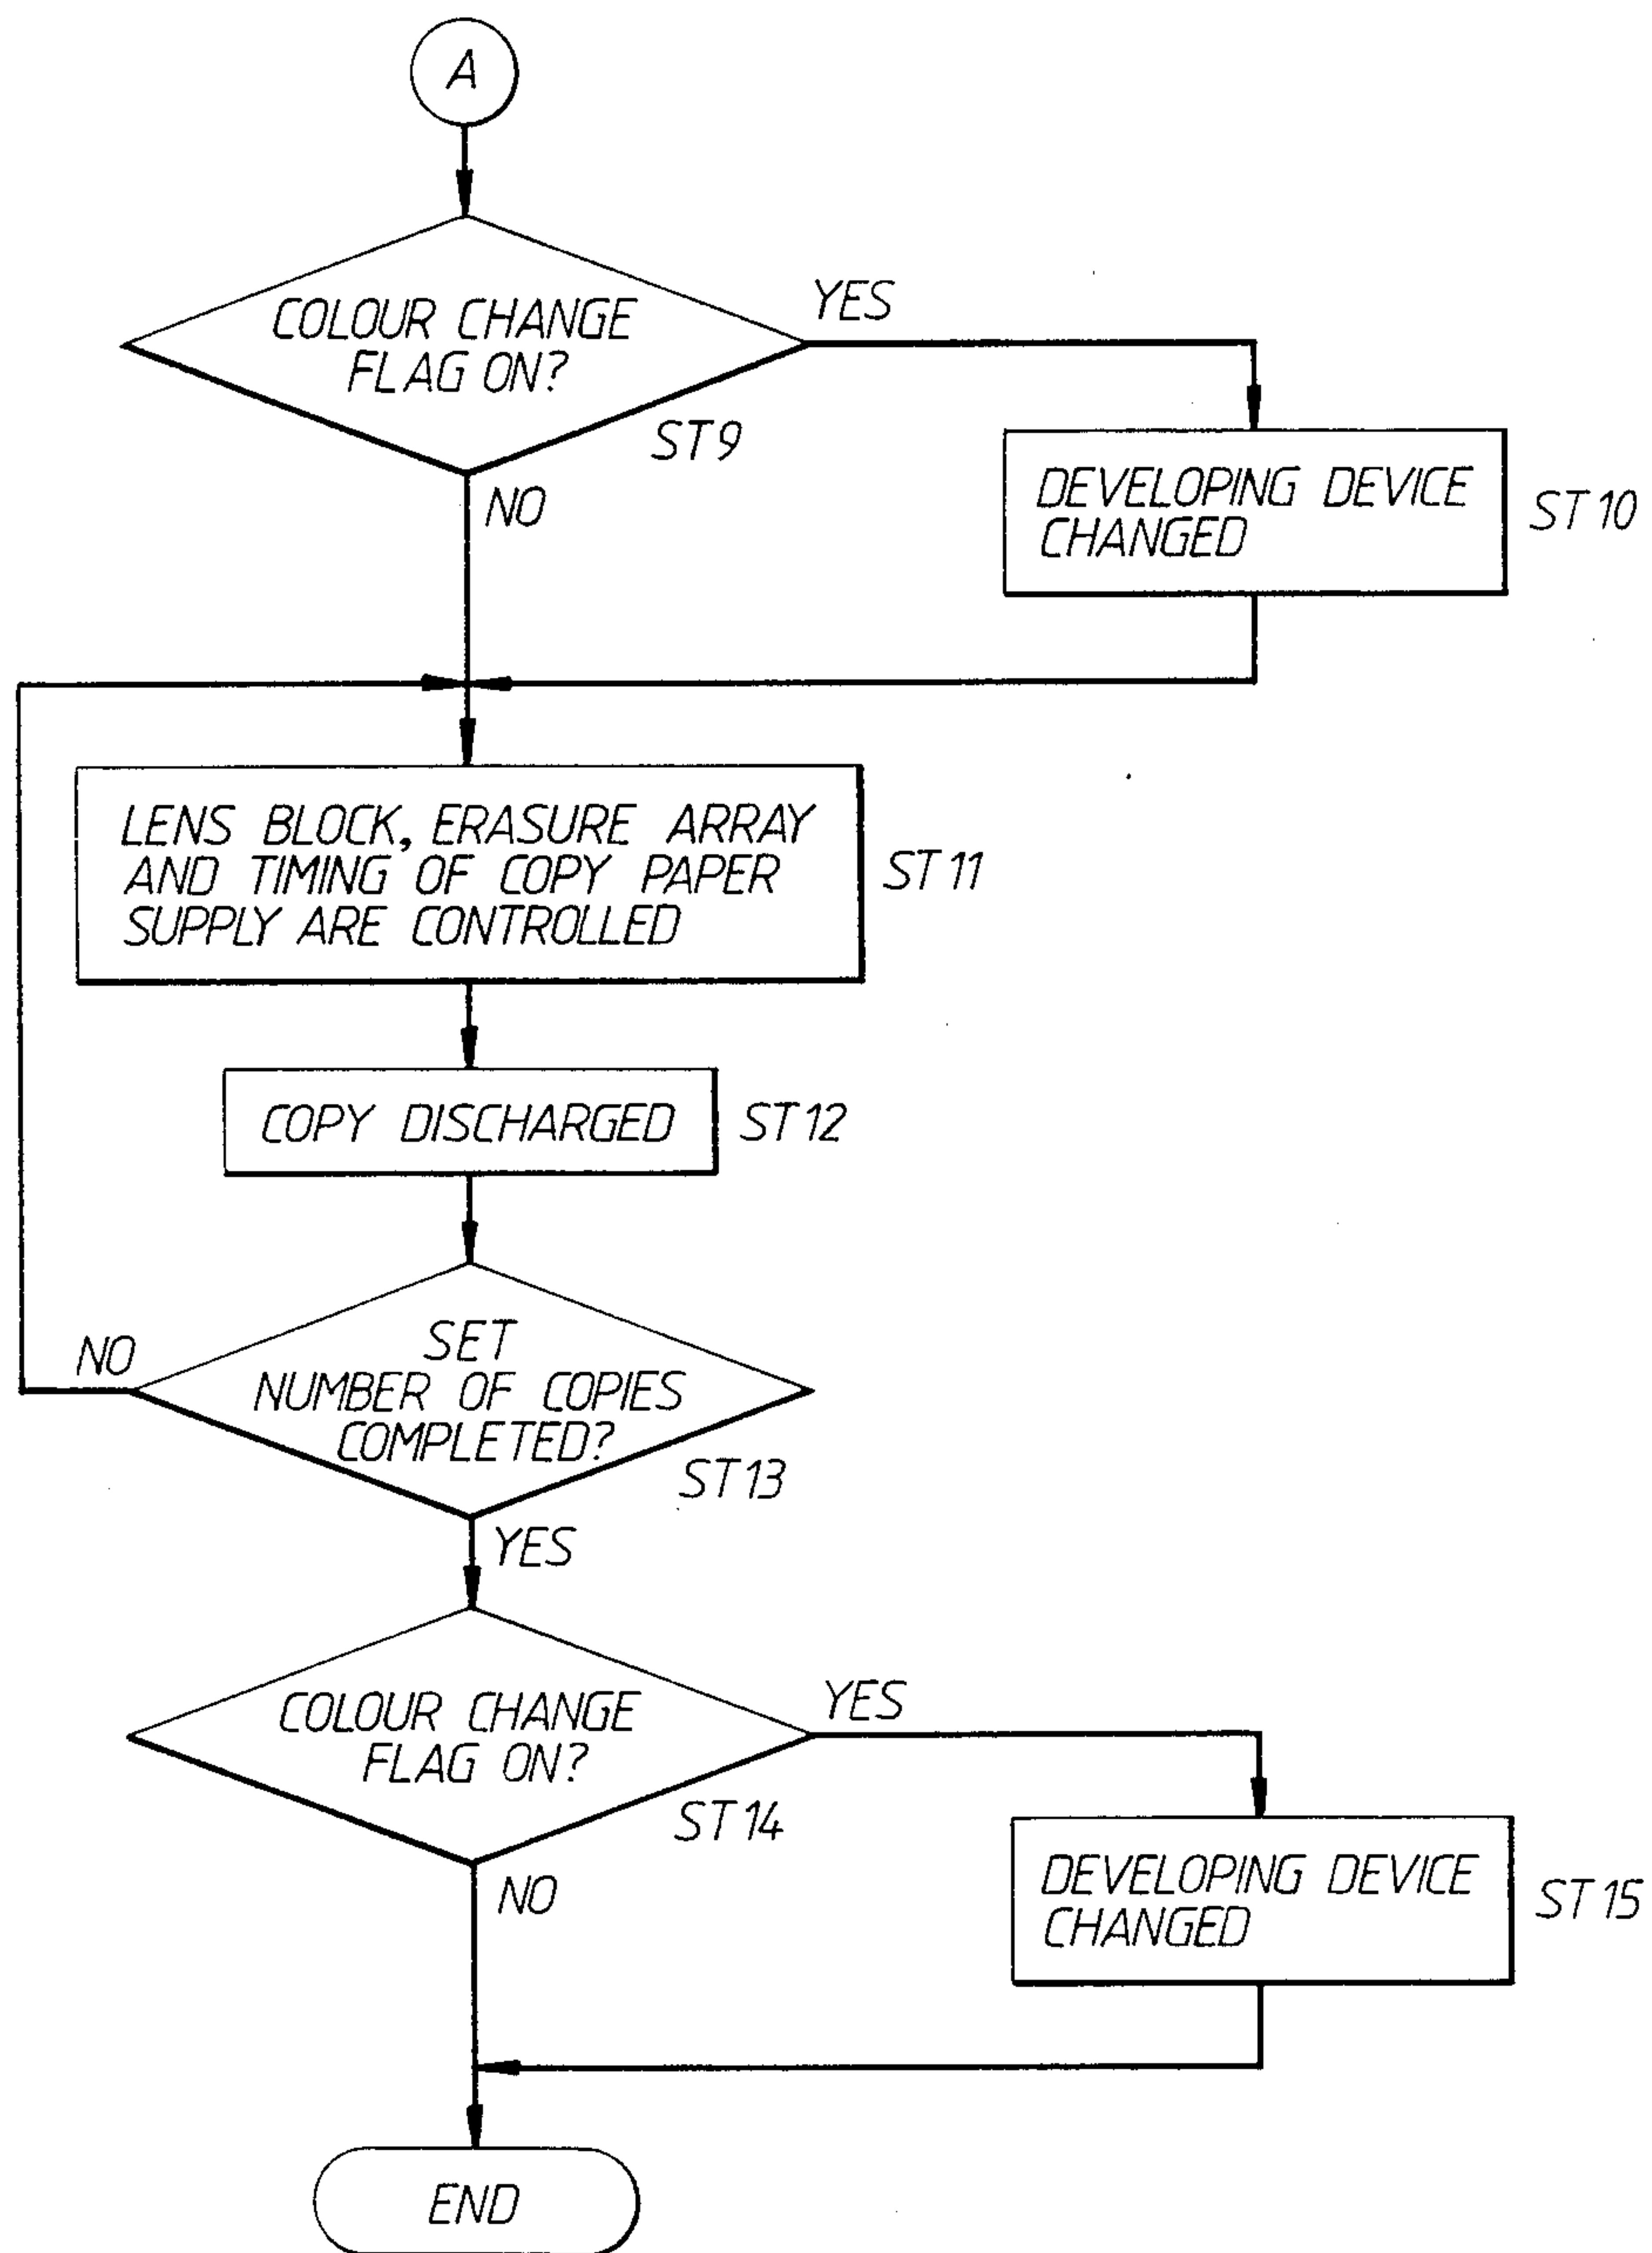 A
COLOUR CHANGE
FLAG ON?
YES
ST9
NO
DEVELOPING DEVICE
CHANGED
ST10
LENS BLOCK, ERASURE ARRAY
AND TIMING OF COPY PAPER
SUPPLY ARE CONTROLLED
ST11
COPY DISCHARGED
ST12
SET
NUMBER OF COPIES
COMPLETED?
NO
ST13
YES
COLOUR CHANGE
FLAG ON?
YES
ST14
NO
DEVELOPING DEVICE
CHANGED
ST15
END